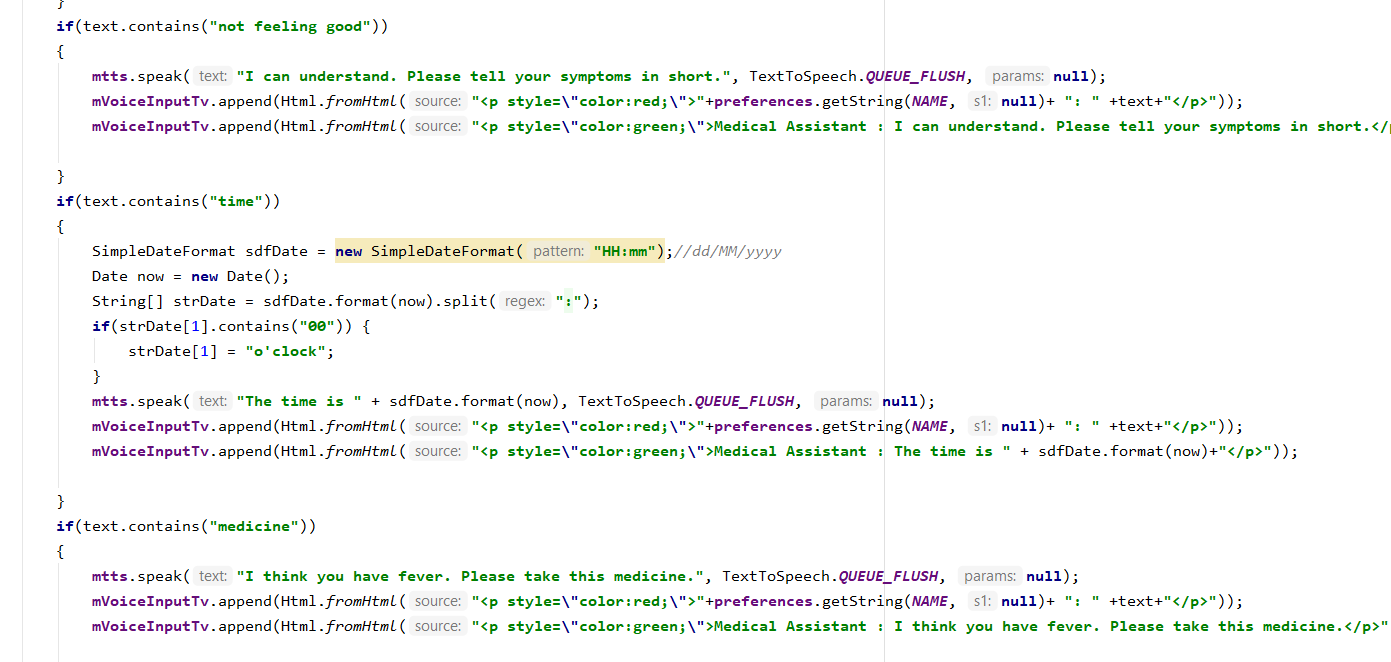 }
if(text.contains("not feeling good"))
{
mtts.speak( text: "I can understand. Please tell your symptoms in short.", TextToSpeech.QUEUE_FLUSH, params: null);
mVoiceInputTv.append(Html.fromHtml( source: "<p style=\"color:red;\">"+preferences.getString(NAME, s1: null)+ ": " +text+"</p>"));
mVoiceInputTv.append(Html.fromHtml( source: "<p style=\"color:green;\">Medical Assistant : I can understand. Please tell your symptoms in short.</p
}
if(text.contains("time"))
{
SimpleDateFormat sdfDate = new SimpleDateFormat( pattern: "HH:mm");//dd/MM/yyyy
Date now = new Date();
String[] strDate = sdfDate.format(now).split( regex: ":");
if(strDate[1].contains("00")) {
strDate[1] = "o'clock";
}
mtts.speak( text: "The time is " + sdfDate.format(now), TextToSpeech.QUEUE_FLUSH, params: null);
mVoiceInputTv.append(Html.fromHtml( source: "<p style=\"color:red;\">"+preferences.getString(NAME, s1: null)+ ": " +text+"</p>"));
mVoiceInputTv.append(Html.fromHtml( source: "<p style=\"color:green;\">Medical Assistant : The time is " + sdfDate.format(now)+"</p>"));
}
if(text.contains("medicine"))
{
mtts.speak( text: "I think you have fever. Please take this medicine.", TextToSpeech.QUEUE_FLUSH, params: null);
mVoiceInputTv.append(Html.fromHtml( source: "<p style=\"color:red;\">"+preferences.getString(NAME, s1: null)+ ": " +text+"</p>"));
mVoiceInputTv.append(Html.fromHtml( source: "<p style=\"color:green;\">Medical Assistant : I think you have fever. Please take this medicine.</p>"